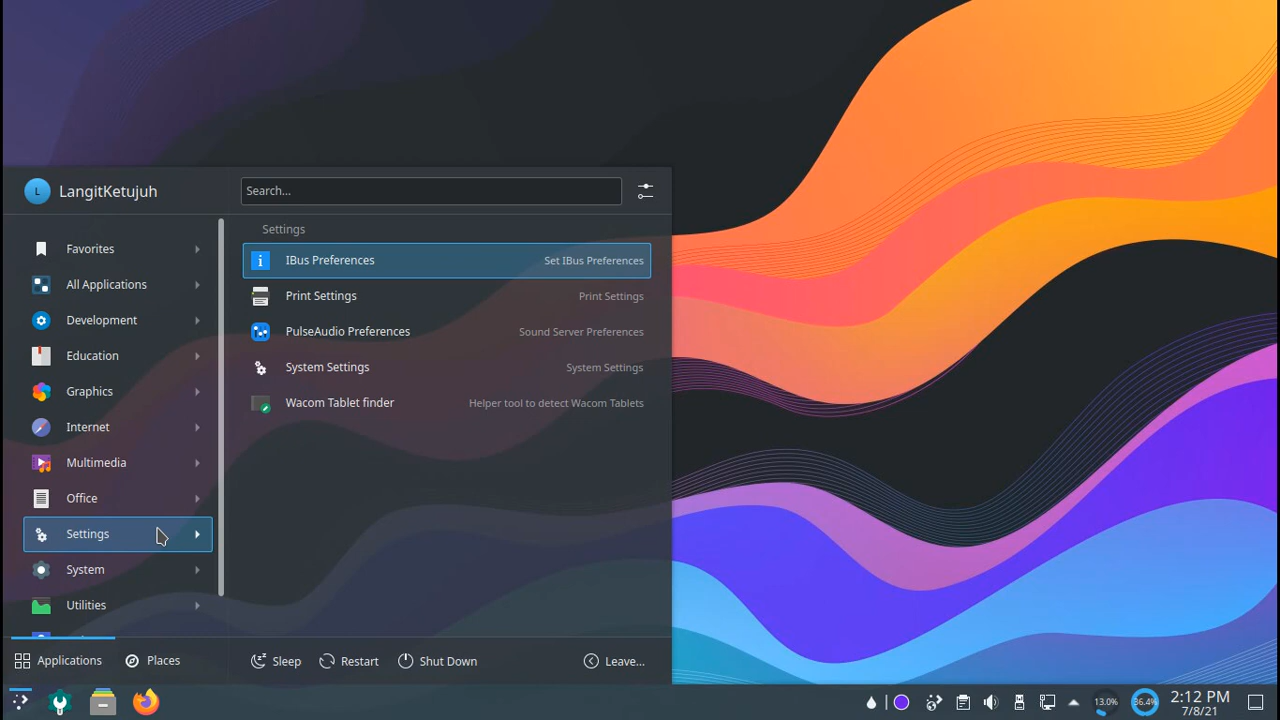 L
LangitKetujuh
Search...
Favorites
All Applications
Development
Education
Graphics
Internet
Multimedia
Office
Settings
System
Utilities
Settings
IBus Preferences Set IBus Preferences
Print Settings Print Settings
PulseAudio Preferences Sound Server Preferences
System Settings System Settings
Wacom Tablet finder Helper tool to detect Wacom Tablets
Applications
Places
Sleep
Restart
Shut Down
Leave...
13.0%
36.4%
2:12 PM
7/8/21